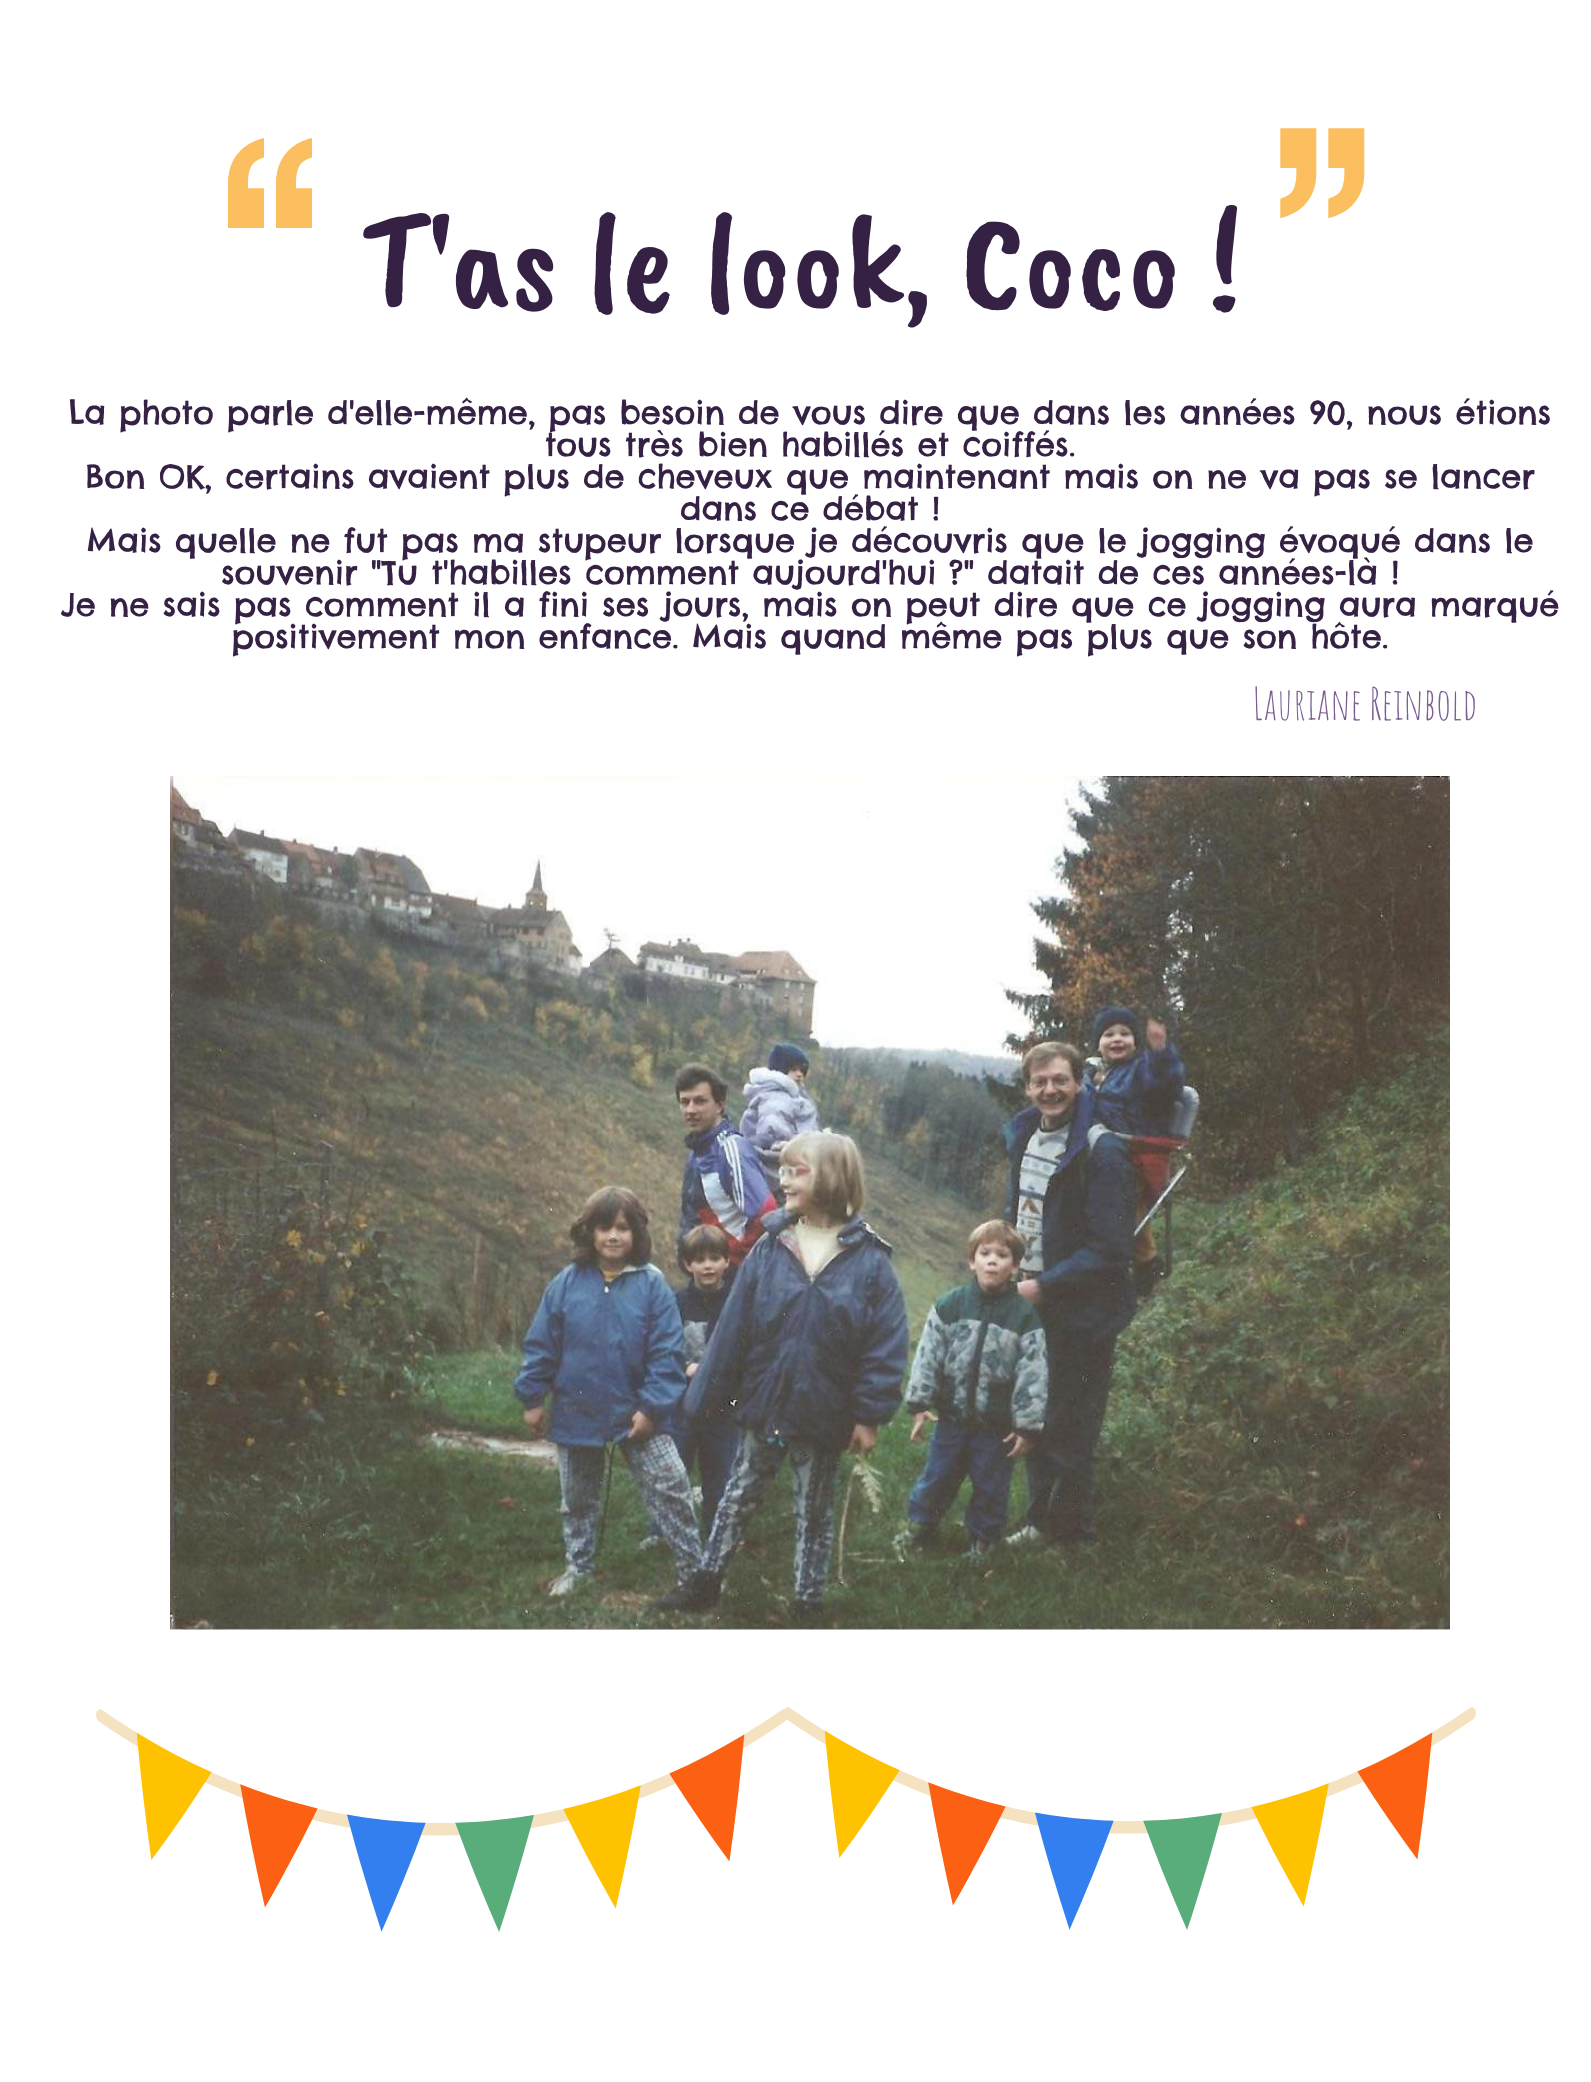 “ T'as le look, Coco ! ”
La photo parle d'elle-même, pas besoin de vous dire que dans les années 90, nous étions
tous très bien habillés et coiffés.
Bon OK, certains avaient plus de cheveux que maintenant mais on ne va pas se lancer
dans ce débat !
Mais quelle ne fut pas ma stupeur lorsque je découvris que le jogging évoqué dans le
souvenir "Tu t'habilles comment aujourd'hui ?" datait de ces années-là !
Je ne sais pas comment il a fini ses jours, mais on peut dire que ce jogging aura marqué
positivement mon enfance. Mais quand même pas plus que son hôte.
Lauriane Reinbold